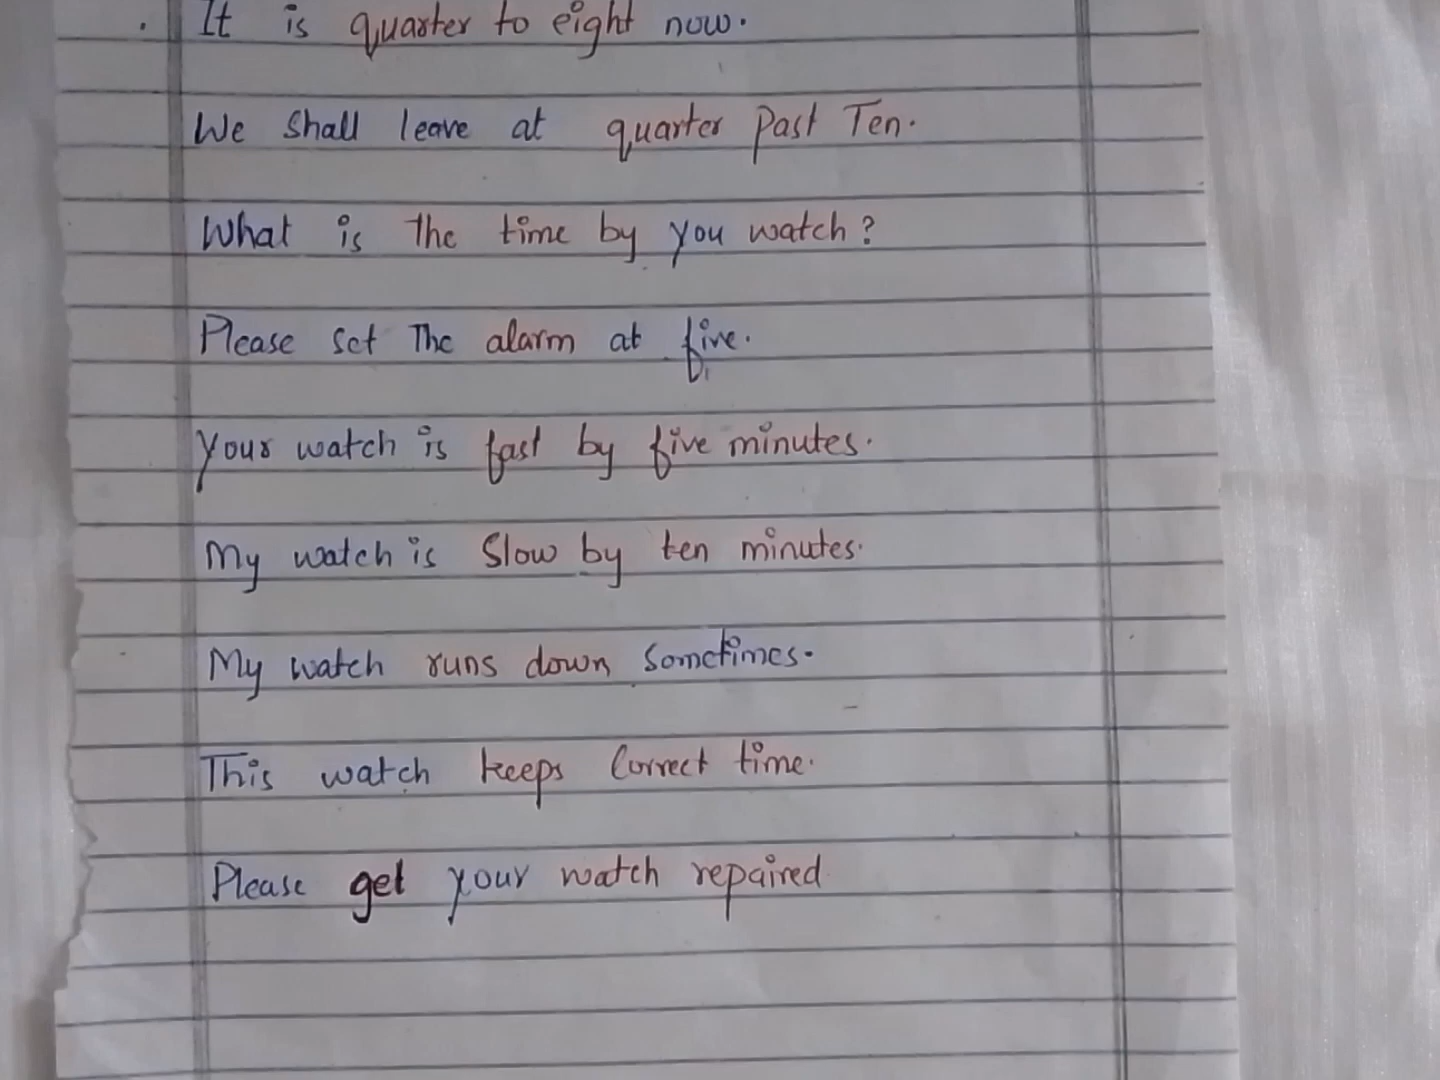 It is quarter to eight now.
We Shall leave at quarter Past Ten.
What is The time by you watch?
Please set The alarm at five.
Your watch is fast by five minutes.
My watch is Slow by ten minutes.
My watch runs down Sometimes.
This watch keeps Correct time.
Please get your watch repaired